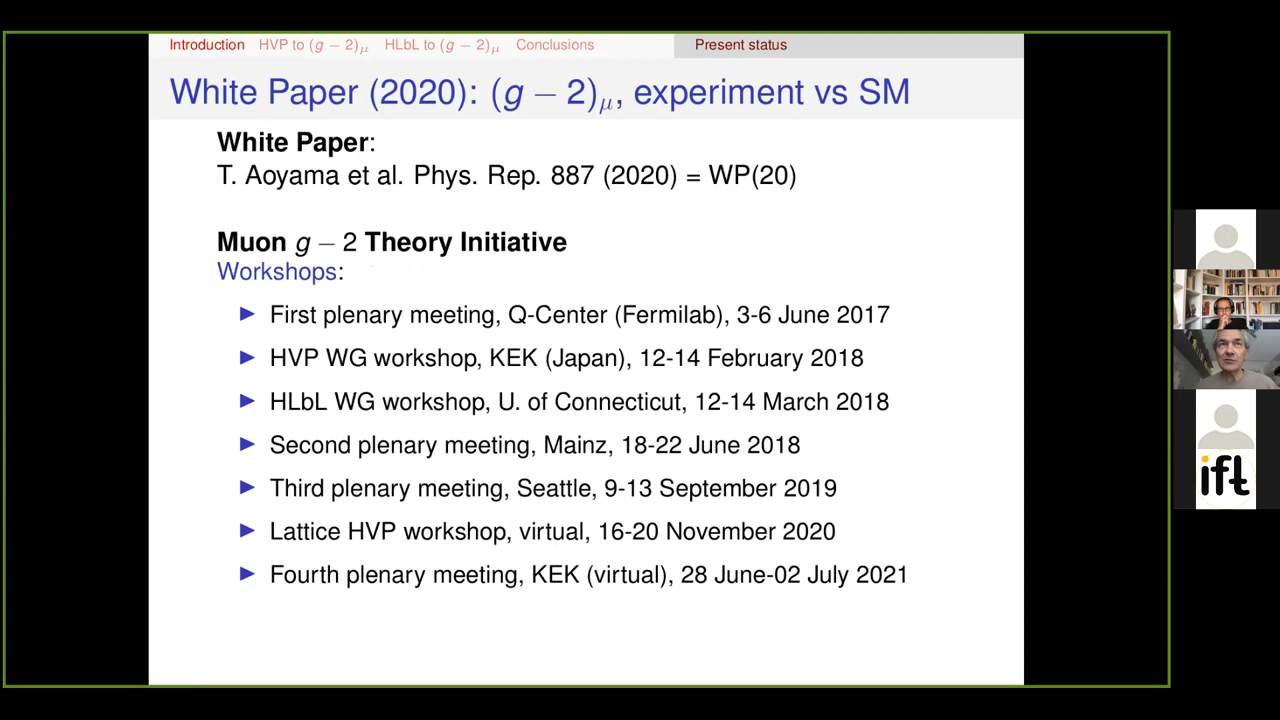 Introduction HVP to (g − 2)μ HLbL to (g − 2)μ Conclusions Present status
White Paper (2020): (g − 2)μ, experiment vs SM
White Paper:
T. Aoyama et al. Phys. Rep. 887 (2020) = WP(20)
Muon g − 2 Theory Initiative
Workshops:
▶ First plenary meeting, Q-Center (Fermilab), 3-6 June 2017
▶ HVP WG workshop, KEK (Japan), 12-14 February 2018
▶ HLbL WG workshop, U. of Connecticut, 12-14 March 2018
▶ Second plenary meeting, Mainz, 18-22 June 2018
▶ Third plenary meeting, Seattle, 9-13 September 2019
▶ Lattice HVP workshop, virtual, 16-20 November 2020
▶ Fourth plenary meeting, KEK (virtual), 28 June-02 July 2021
ift